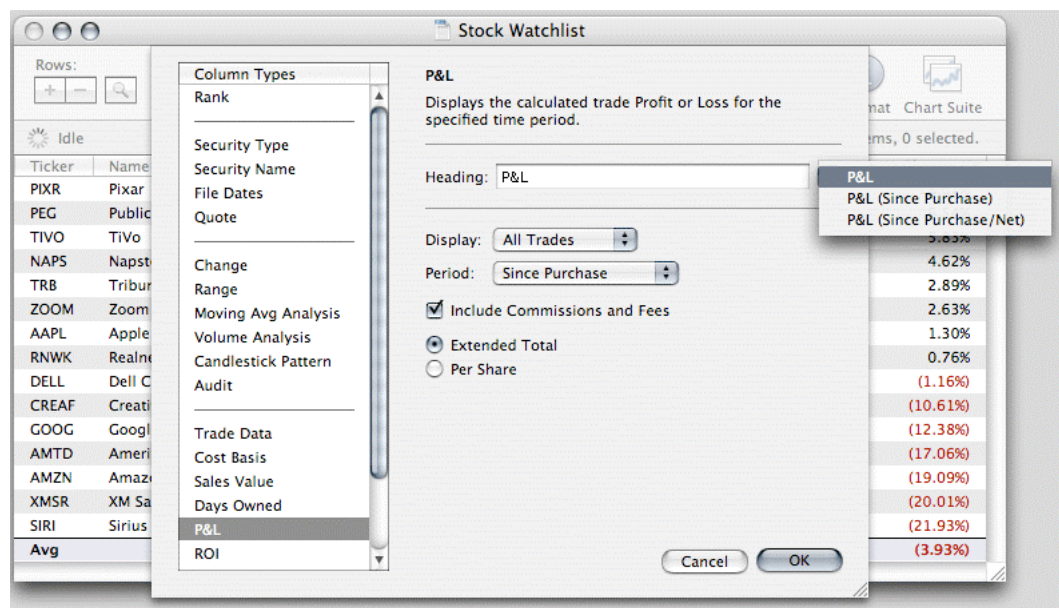 Stock Watchlist
Rows:
mat Chart Suite
Idle
ems, 0 selected.
Ticker Name
PIXR Pixar
PEG Public
TIVO TiVo 5.83%
NAPS Napst 4.62%
TRB Tribur 2.89%
ZOOM Zoom 2.63%
AAPL Apple 1.30%
RNWK Realne 0.76%
DELL Dell C (1.16%)
CREAF Creati (10.61%)
GOOG Googl (12.38%)
AMTD Ameri (17.06%)
AMZN Amazo (19.09%)
XMSR XM Sa (20.01%)
SIRI Sirius (21.93%)
Avg (3.93%)
Column Types
Rank
Security Type
Security Name
File Dates
Quote
Change
Range
Moving Avg Analysis
Volume Analysis
Candlestick Pattern
Audit
Trade Data
Cost Basis
Sales Value
Days Owned
P&L
ROI
P&L
Displays the calculated trade Profit or Loss for the
specified time period.
Heading: P&L
P&L
P&L (Since Purchase)
P&L (Since Purchase/Net)
Display: All Trades
Period: Since Purchase
Include Commissions and Fees
Extended Total
Per Share
Cancel OK